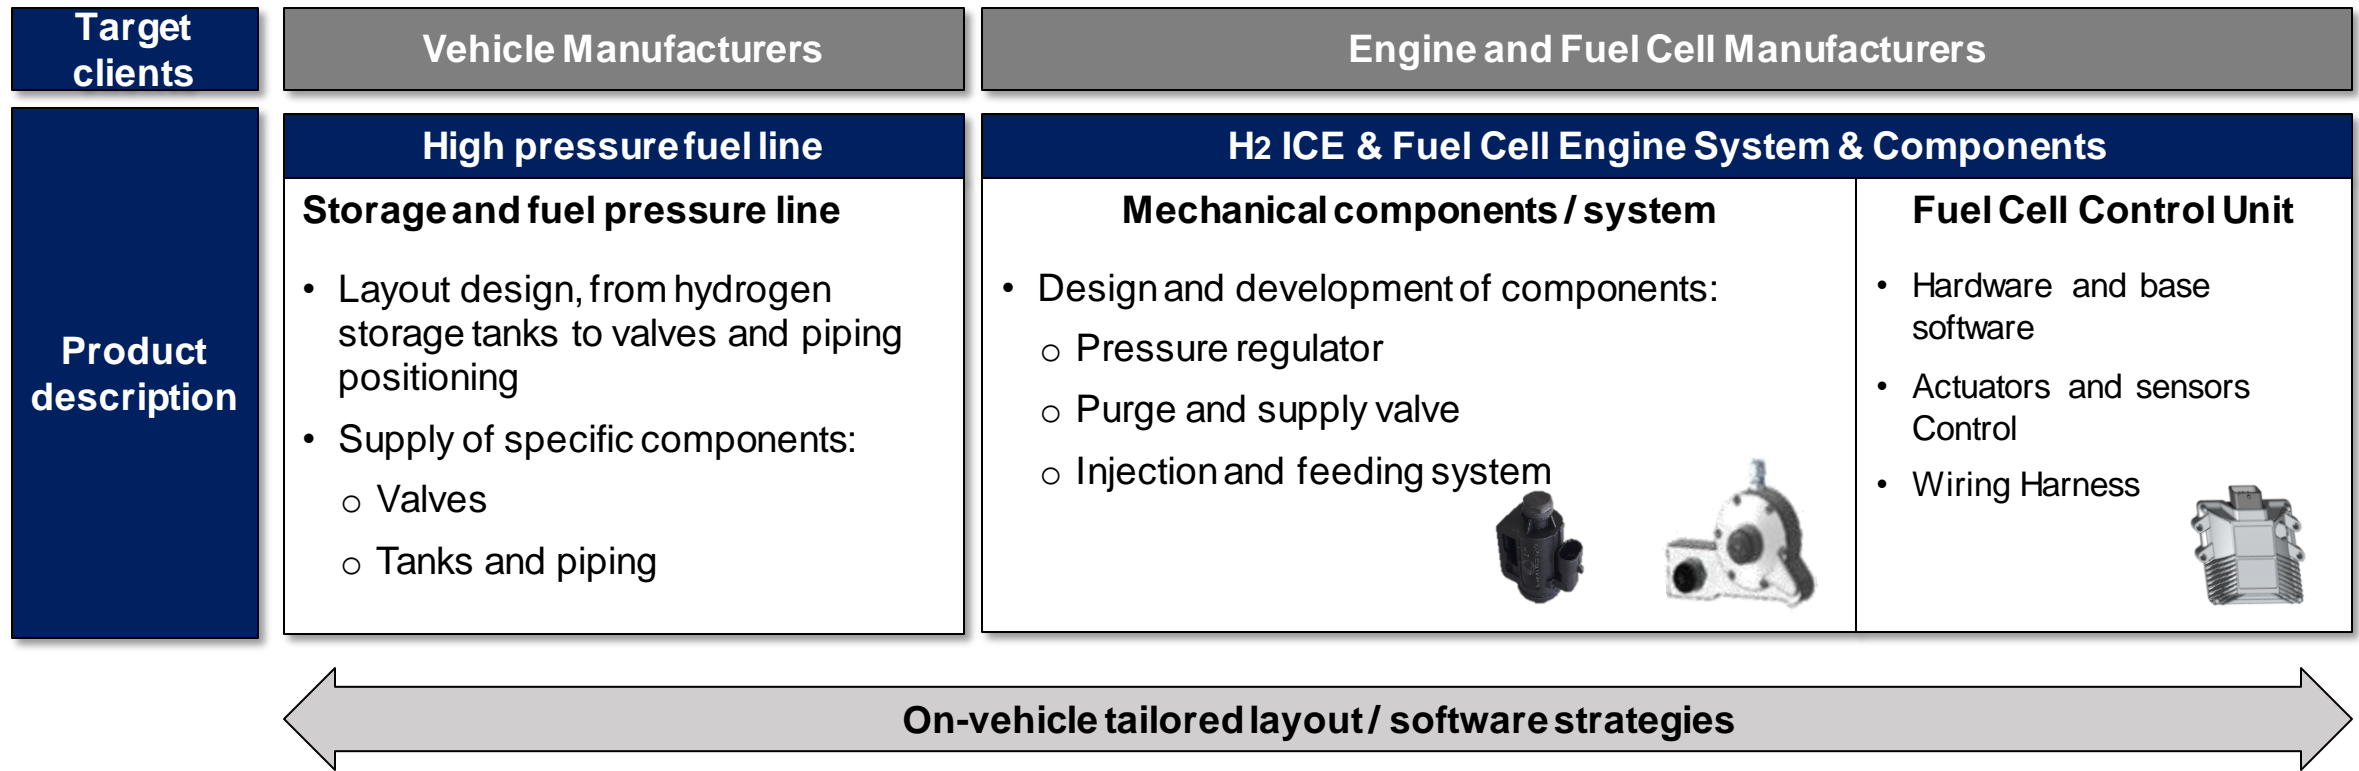 Target
clients
Vehicle Manufacturers
Engine and Fuel Cell Manufacturers
Product
description
High pressure fuel line
Storage and fuel pressure line
• Layout design, from hydrogen
storage tanks to valves and piping
positioning
• Supply of specific components:
o Valves
o Tanks and piping
H2 ICE & Fuel Cell Engine System & Components
Mechanical components / system
• Design and development of components:
o Pressure regulator
o Purge and supply valve
o Injection and feeding system
Fuel Cell Control Unit
• Hardware and base
software
• Actuators and sensors
Control
• Wiring Harness
On-vehicle tailored layout / software strategies